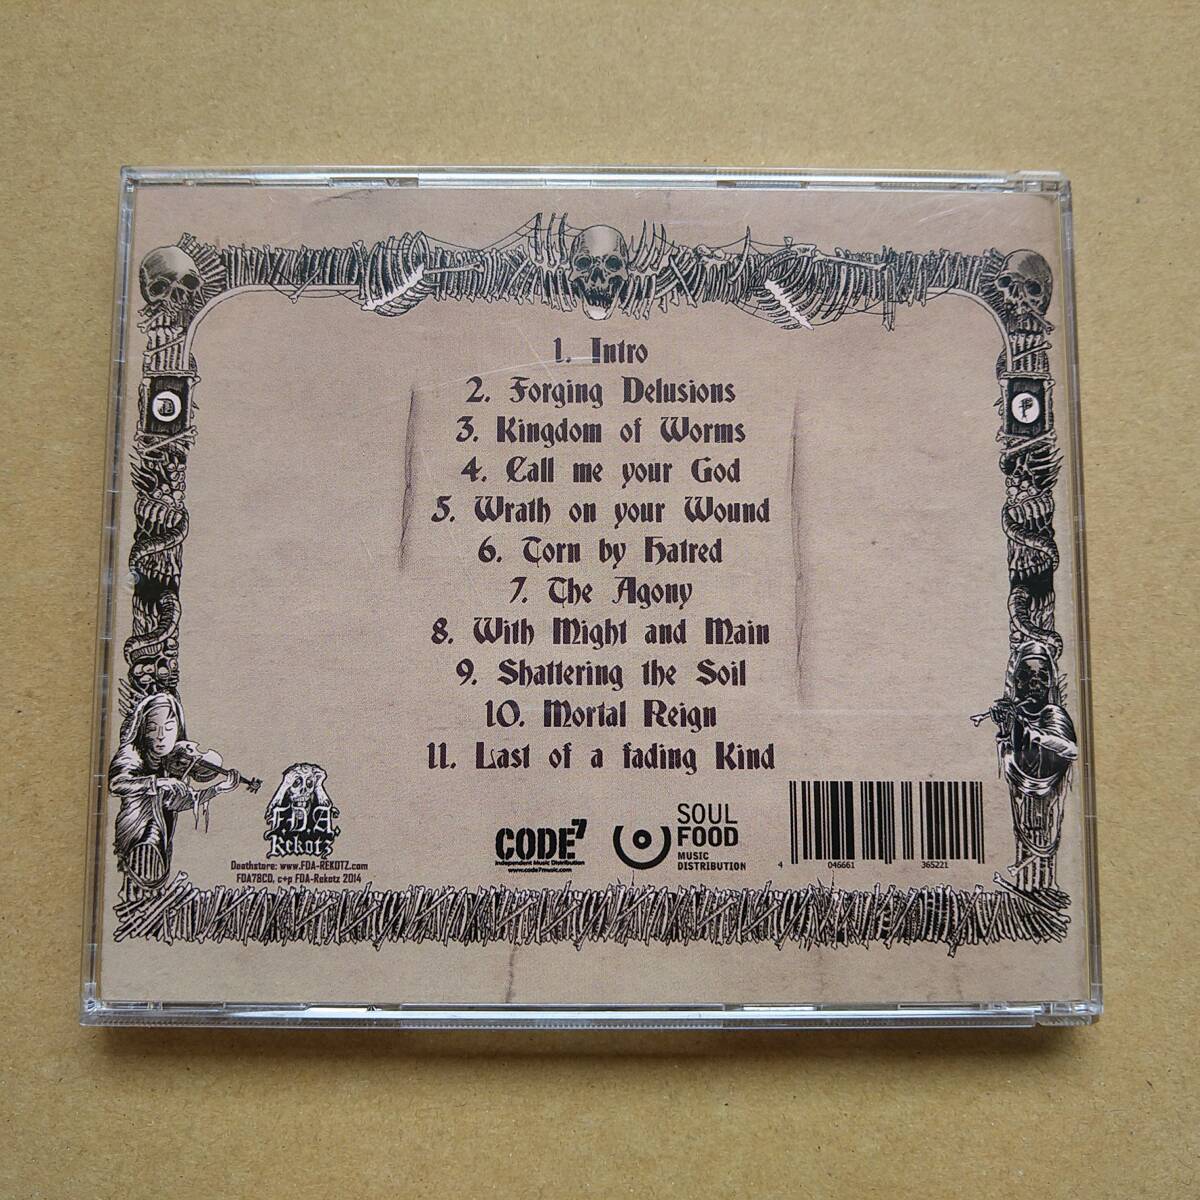 1. Intro
2. Forging Delusions
3. Kingdom of Worms
4. Call me your God
5. Wrath on your Wound
6. Torn by Hatred
7. The Agony
8. With Might and Main
9. Shattering the Soil
10. Mortal Reign
11. Last of a fading Kind
D
F
F.D.A.
Rekotz
Deathstore: www.FDA-REKOTZ.com
FDA78CD, c+p FDA-Rekotz 2014
CODE7
Independent Music Distribution
www.code7music.com
SOUL
FOOD
MUSIC
DISTRIBUTION
4 046661 365221